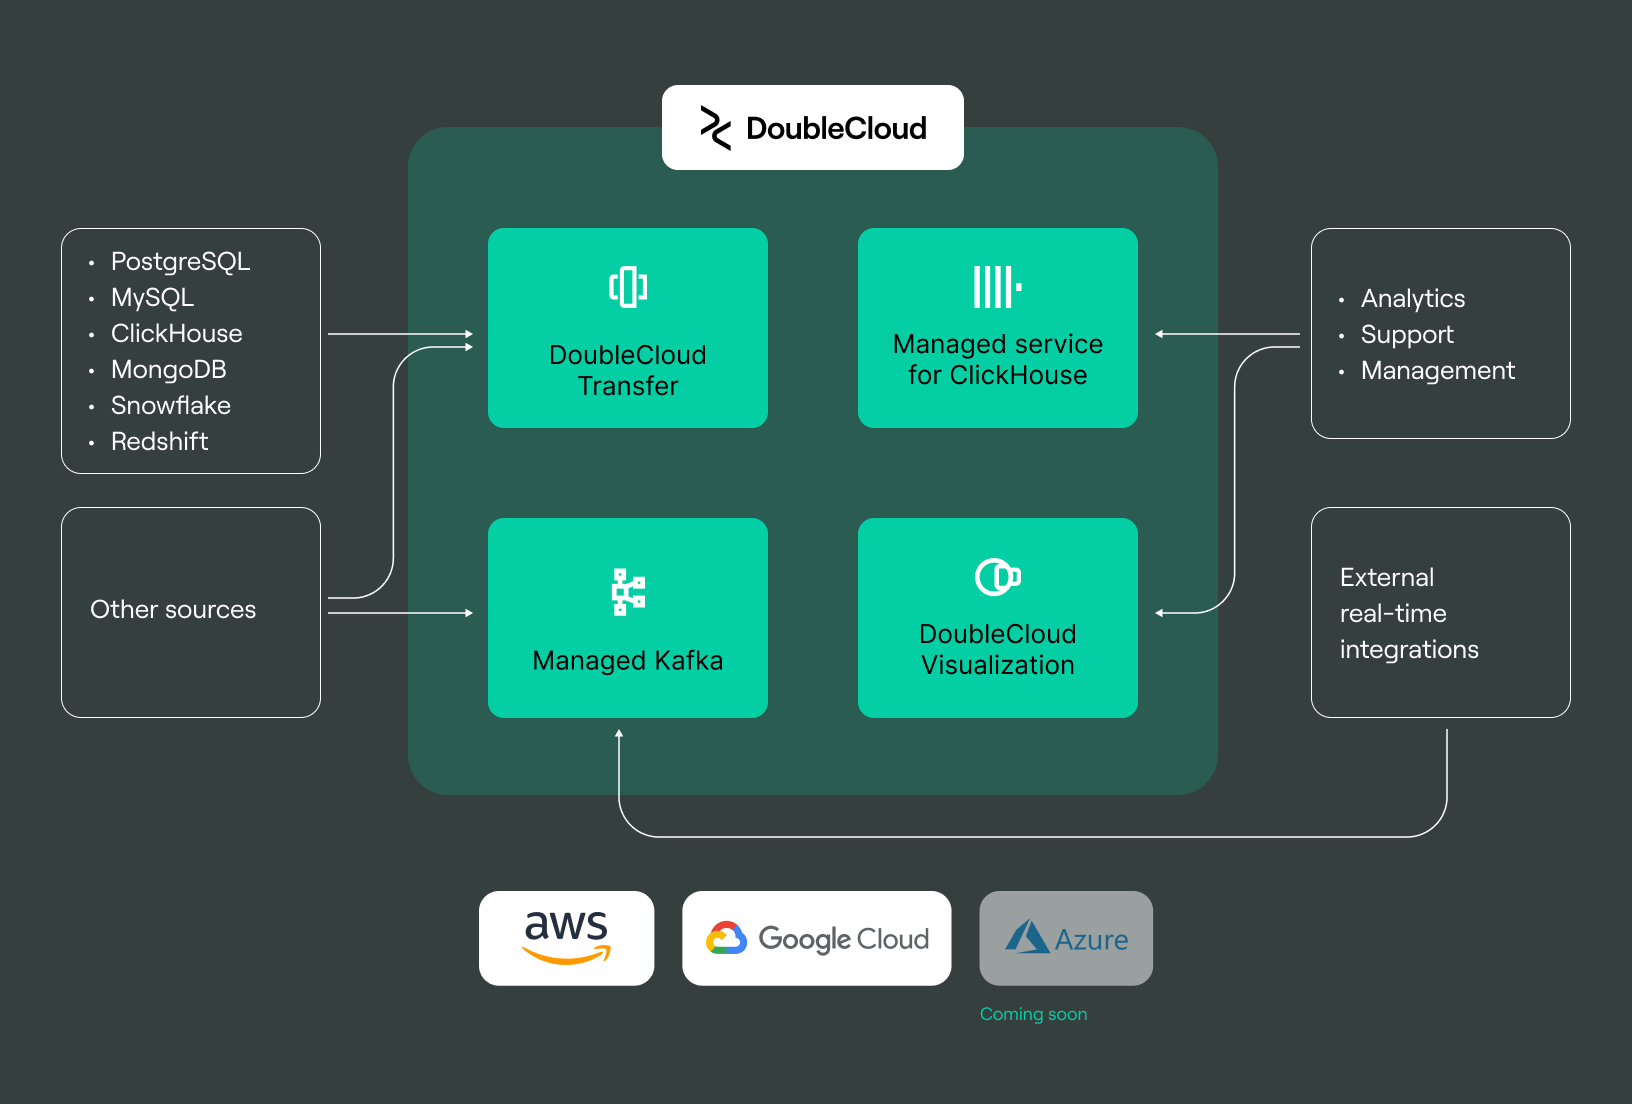 DoubleCloud
• PostgreSQL
• MySQL
• ClickHouse
• MongoDB
• Snowflake
• Redshift
Other sources
DoubleCloud
Transfer
Managed service
for ClickHouse
Managed Kafka
DoubleCloud
Visualization
• Analytics
• Support
• Management
External
real-time
integrations
aws
Google Cloud
Azure
Coming soon